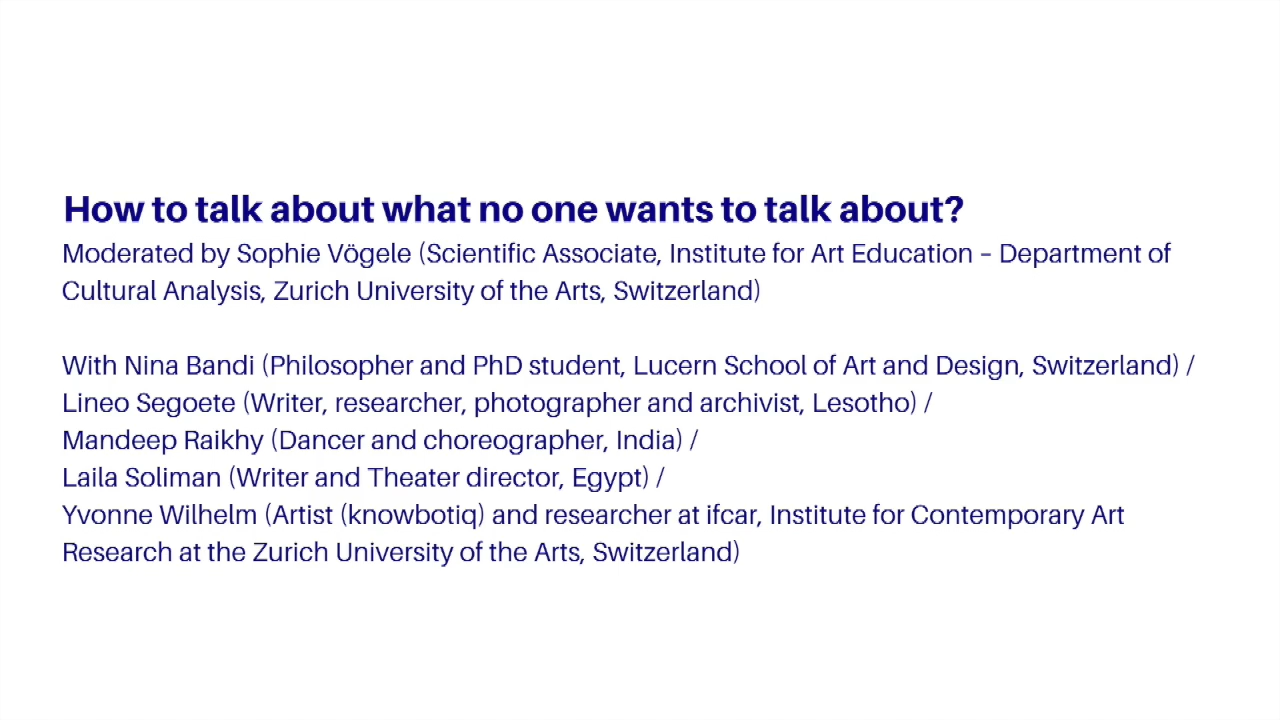 How to talk about what no one wants to talk about?
Moderated by Sophie Vögele (Scientific Associate, Institute for Art Education – Department of
Cultural Analysis, Zurich University of the Arts, Switzerland)
With Nina Bandi (Philosopher and PhD student, Lucern School of Art and Design, Switzerland) /
Lineo Segoete (Writer, researcher, photographer and archivist, Lesotho) /
Mandeep Raikhy (Dancer and choreographer, India) /
Laila Soliman (Writer and Theater director, Egypt) /
Yvonne Wilhelm (Artist (knowbotiq) and researcher at ifcar, Institute for Contemporary Art
Research at the Zurich University of the Arts, Switzerland)